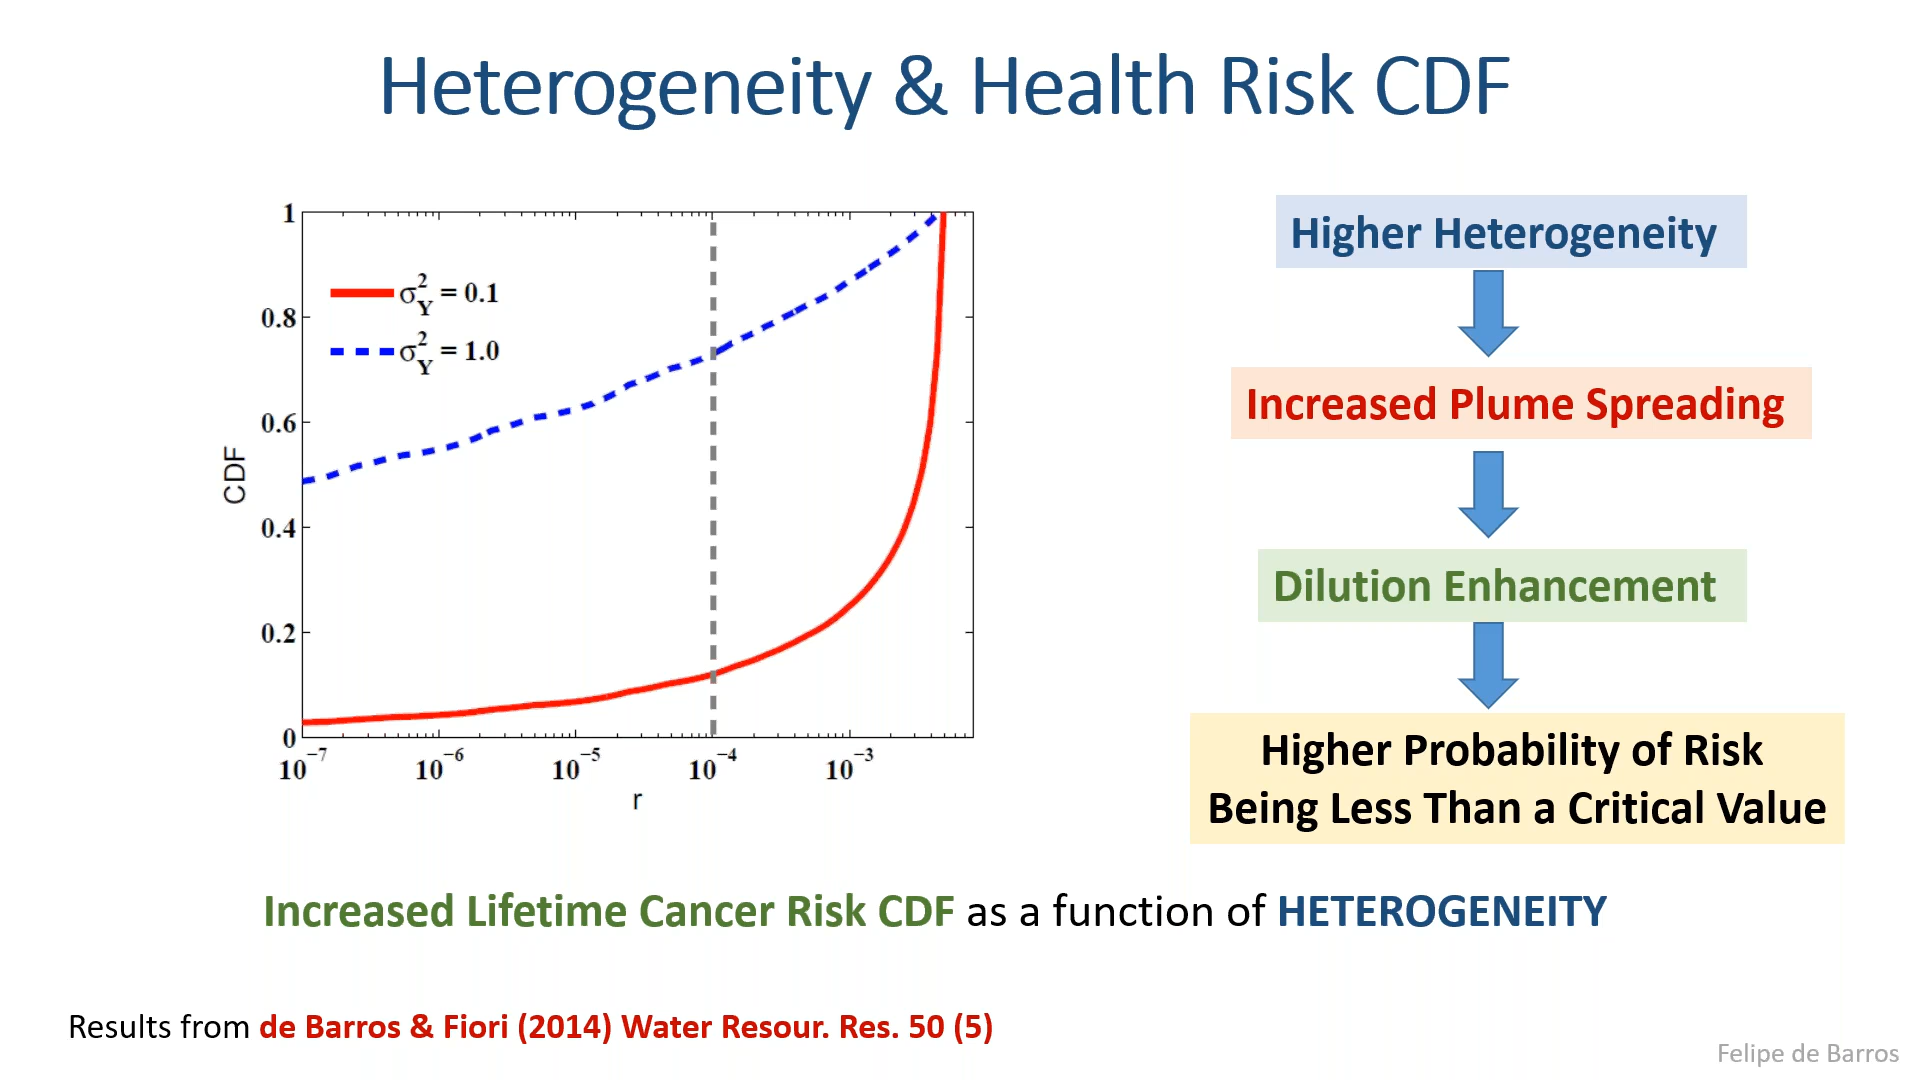 Heterogeneity & Health Risk CDF
1
0.8
0.6
0.4
0.2
0
CDF
σ²_Y = 0.1
σ²_Y = 1.0
10⁻⁷ 10⁻⁶ 10⁻⁵ 10⁻⁴ 10⁻³
r
Higher Heterogeneity
Increased Plume Spreading
Dilution Enhancement
Higher Probability of Risk
Being Less Than a Critical Value
Increased Lifetime Cancer Risk CDF as a function of HETEROGENEITY
Results from de Barros & Fiori (2014) Water Resour. Res. 50 (5)
Felipe de Barros